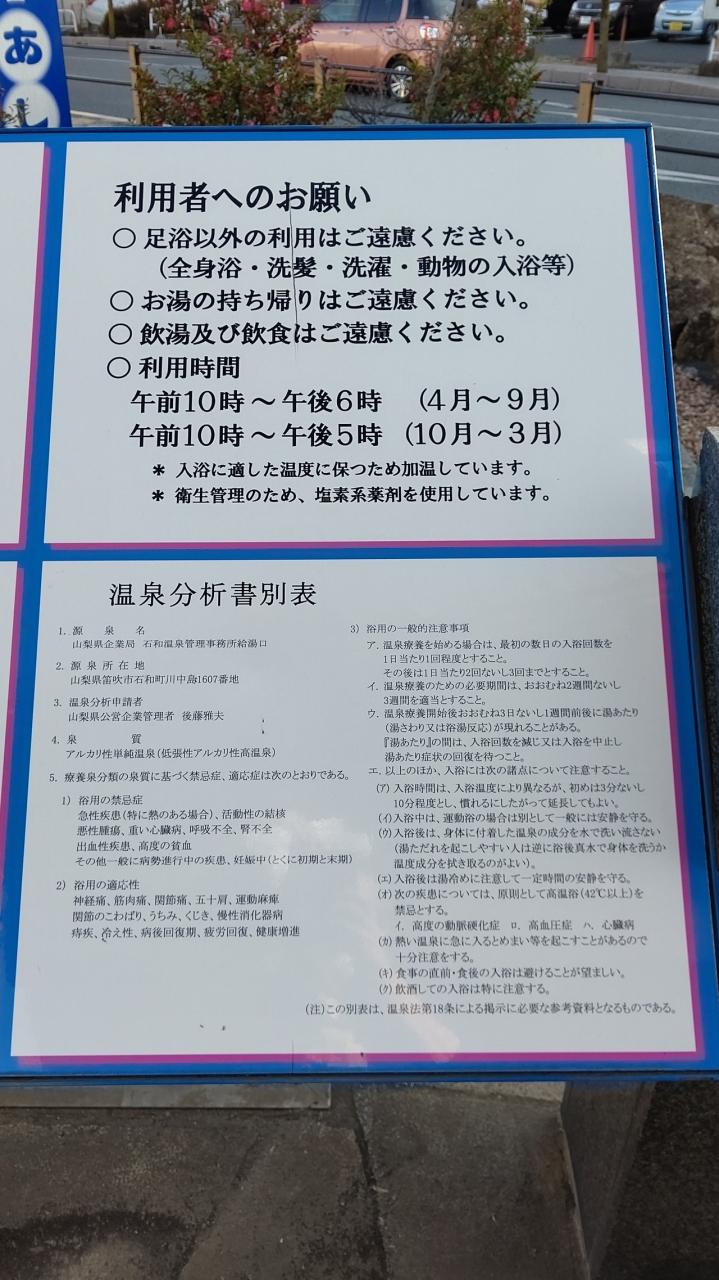 あ
し
利用者へのお願い
○ 足浴以外の利用はご遠慮ください。
（全身浴・洗髪・洗濯・動物の入浴等）
○ お湯の持ち帰りはご遠慮ください。
○ 飲湯及び飲食はご遠慮ください。
○ 利用時間
午前10時～午後6時 （4月～9月）
午前10時～午後5時 （10月～3月）
＊ 入浴に適した温度に保つため加温しています。
＊ 衛生管理のため、塩素系薬剤を使用しています。
温泉分析書別表
1. 源 泉 名
山梨県企業局 石和温泉管理事務所給湯口
2. 源泉所在地
山梨県笛吹市石和町川中島1607番地
3. 温泉分析申請者
山梨県公営企業管理者 後藤雅夫
4. 泉 質
アルカリ性単純温泉（低張性アルカリ性高温泉）
5. 療養泉分類の泉質に基づく禁忌症、適応症は次のとおりである。
1) 浴用の禁忌症
急性疾患（特に熱のある場合）、活動性の結核
悪性腫瘍、重い心臓病、呼吸不全、腎不全
出血性疾患、高度の貧血
その他一般に病勢進行中の疾患、妊娠中（とくに初期と末期）
2) 浴用の適応性
神経痛、筋肉痛、関節痛、五十肩、運動麻痺
関節のこわばり、うちみ、くじき、慢性消化器病
痔疾、冷え性、病後回復期、疲労回復、健康増進
3) 浴用の一般的注意事項
ア. 温泉療養を始める場合は、最初の数日の入浴回数を
1日当たり1回程度とすること。
その後は1日当たり2回ないし3回までとすること。
イ. 温泉療養のための必要期間は、おおむね2週間ないし
3週間を適当とすること。
ウ. 温泉療養開始後おおむね3日ないし1週間前後に湯あたり
（湯さわり又は浴湯反応）が現れることがある。
『湯あたり』の間は、入浴回数を減じ又は入浴を中止し
湯あたり症状の回復を待つこと。
エ. 以上のほか、入浴には次の諸点について注意すること。
（ア）入浴時間は、入浴温度により異なるが、初めは3分ないし
10分程度とし、慣れるにしたがって延長してもよい。
（イ）入浴中は、運動浴の場合は別として一般には安静を守る。
（ウ）入浴後は、身体に付着した温泉の成分を水で洗い流さない
（湯ただれを起こしやすい人は逆に浴後真水で身体を洗うか
温度成分を拭き取るのがよい）。
（エ）入浴後は湯冷めに注意して一定時間の安静を守る。
（オ）次の疾患については、原則として高温浴（42℃以上）を
禁忌とする。
イ. 高度の動脈硬化症 ロ. 高血圧症 ハ. 心臓病
（カ）熱い温泉に急に入るとめまい等を起こすことがあるので
十分注意をする。
（キ）食事の直前・食後の入浴は避けることが望ましい。
（ク）飲酒しての入浴は特に注意する。
（注）この別表は、温泉法第18条による掲示に必要な参考資料となるものである。